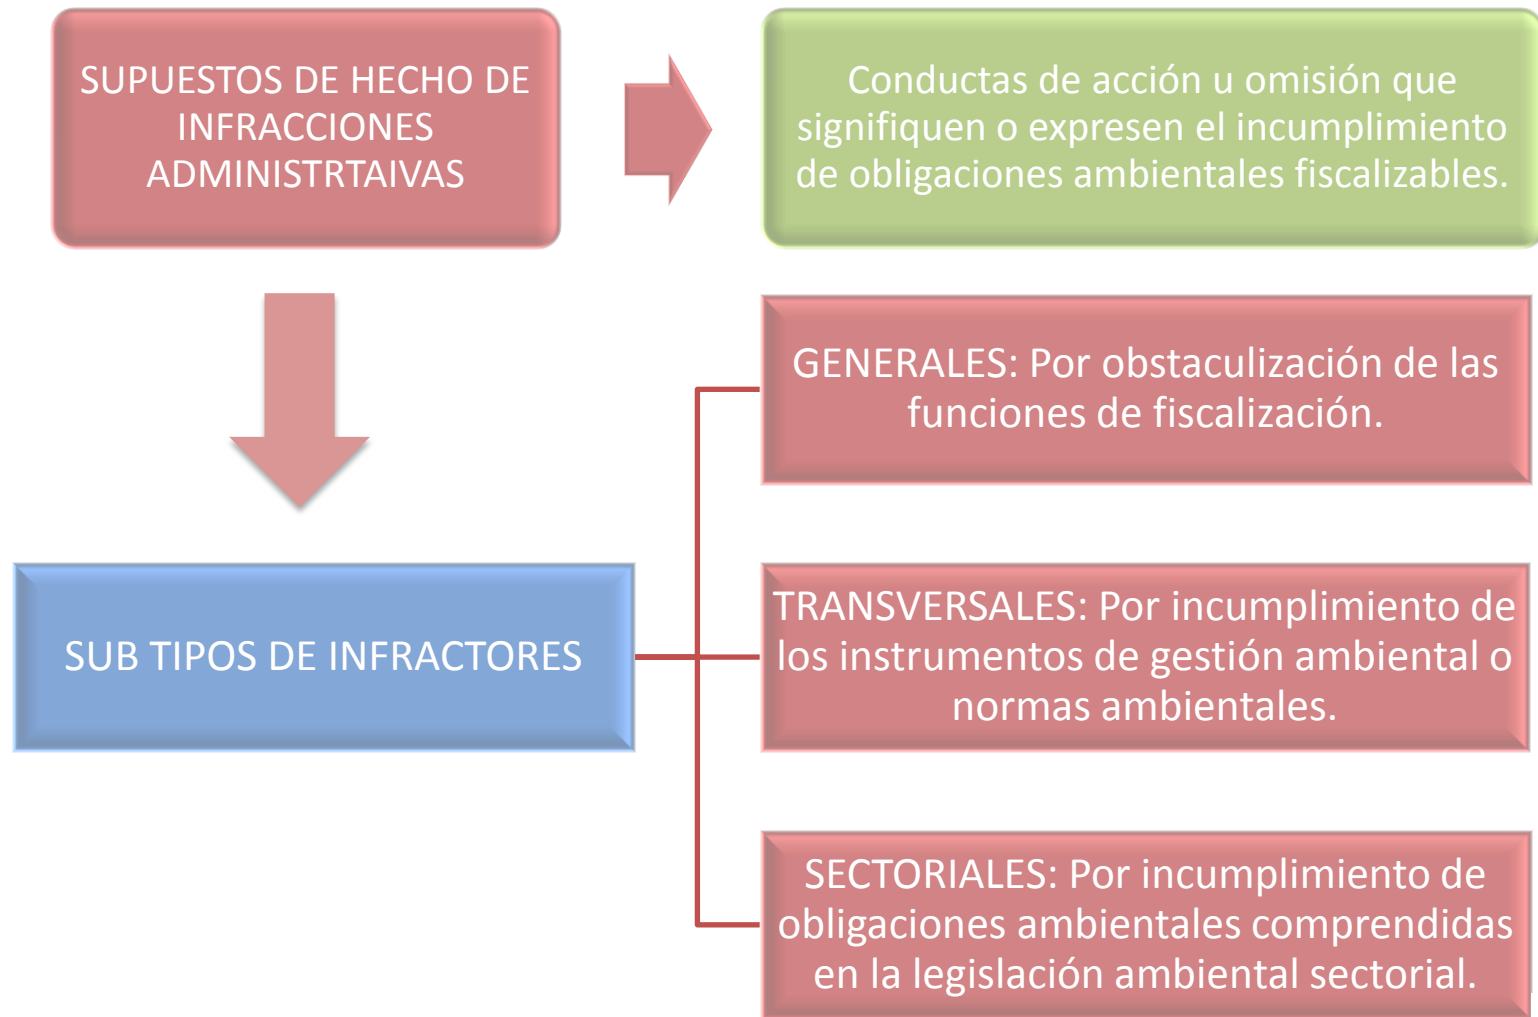 SUPUESTOS DE HECHO DE
INFRACCIONES
ADMINISTRTAIVAS
Conductas de acción u omisión que
signifiquen o expresen el incumplimiento
de obligaciones ambientales fiscalizables.
GENERALES: Por obstaculización de las
funciones de fiscalización.
SUB TIPOS DE INFRACTORES
TRANSVERSALES: Por incumplimiento de
los instrumentos de gestión ambiental o
normas ambientales.
SECTORIALES: Por incumplimiento de
obligaciones ambientales comprendidas
en la legislación ambiental sectorial.